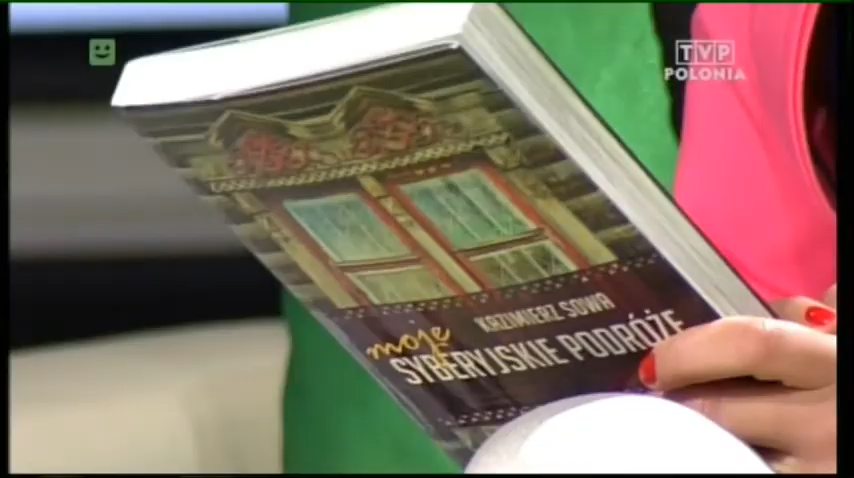 TVP
POLONIA
KAZIMIERZ SOWA
moje
SYBERYJSKIE PODRÓŻE